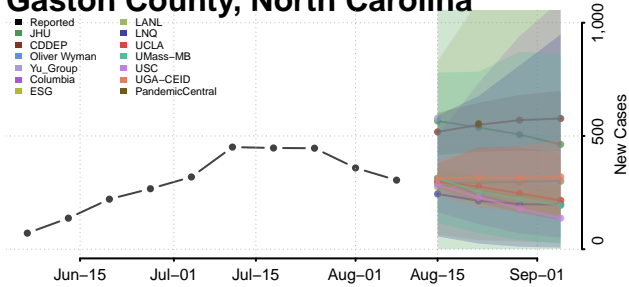 Gaston County, North Carolina
Reported
JHU
CDDEP
Oliver Wyman
Yu_Group
Columbia
ESG
LANL
LNQ
UCLA
UMass−MB
USC
UGA−CEID
PandemicCentral
1,000
500
0
New Cases
Jun−15
Jul−01
Jul−15
Aug−01
Aug−15
Sep−01